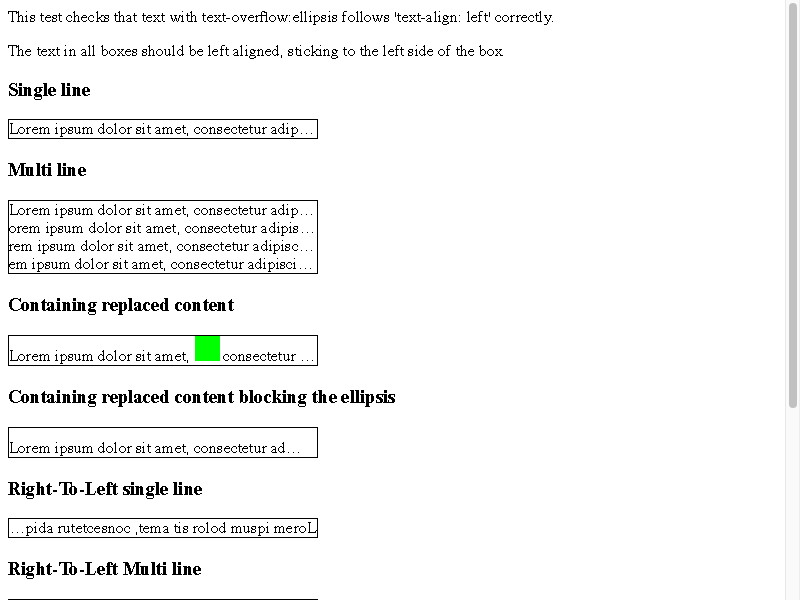 This test checks that text with text-overflow:ellipsis follows 'text-align: left' correctly.
The text in all boxes should be left aligned, sticking to the left side of the box
Single line
Lorem ipsum dolor sit amet, consectetur adip…
Multi line
Lorem ipsum dolor sit amet, consectetur adip…
orem ipsum dolor sit amet, consectetur adipis…
rem ipsum dolor sit amet, consectetur adipisc…
em ipsum dolor sit amet, consectetur adipisci…
Containing replaced content
Lorem ipsum dolor sit amet, consectetur …
Containing replaced content blocking the ellipsis
Lorem ipsum dolor sit amet, consectetur ad…
Right-To-Left single line
…pida rutetcesnoc ,tema tis rolod muspi meroL
Right-To-Left Multi line